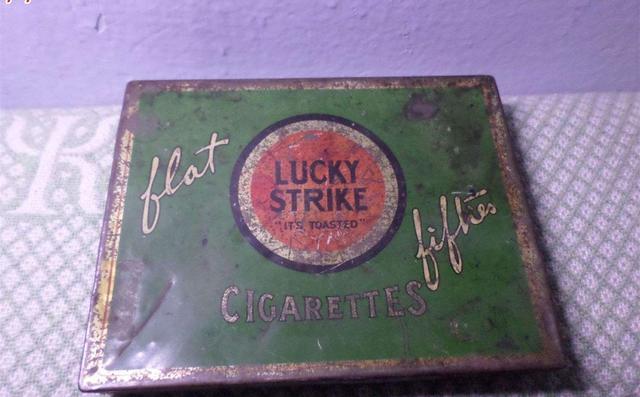 flat
LUCKY
STRIKE
"IT'S TOASTED"
fifties
CIGARETTES